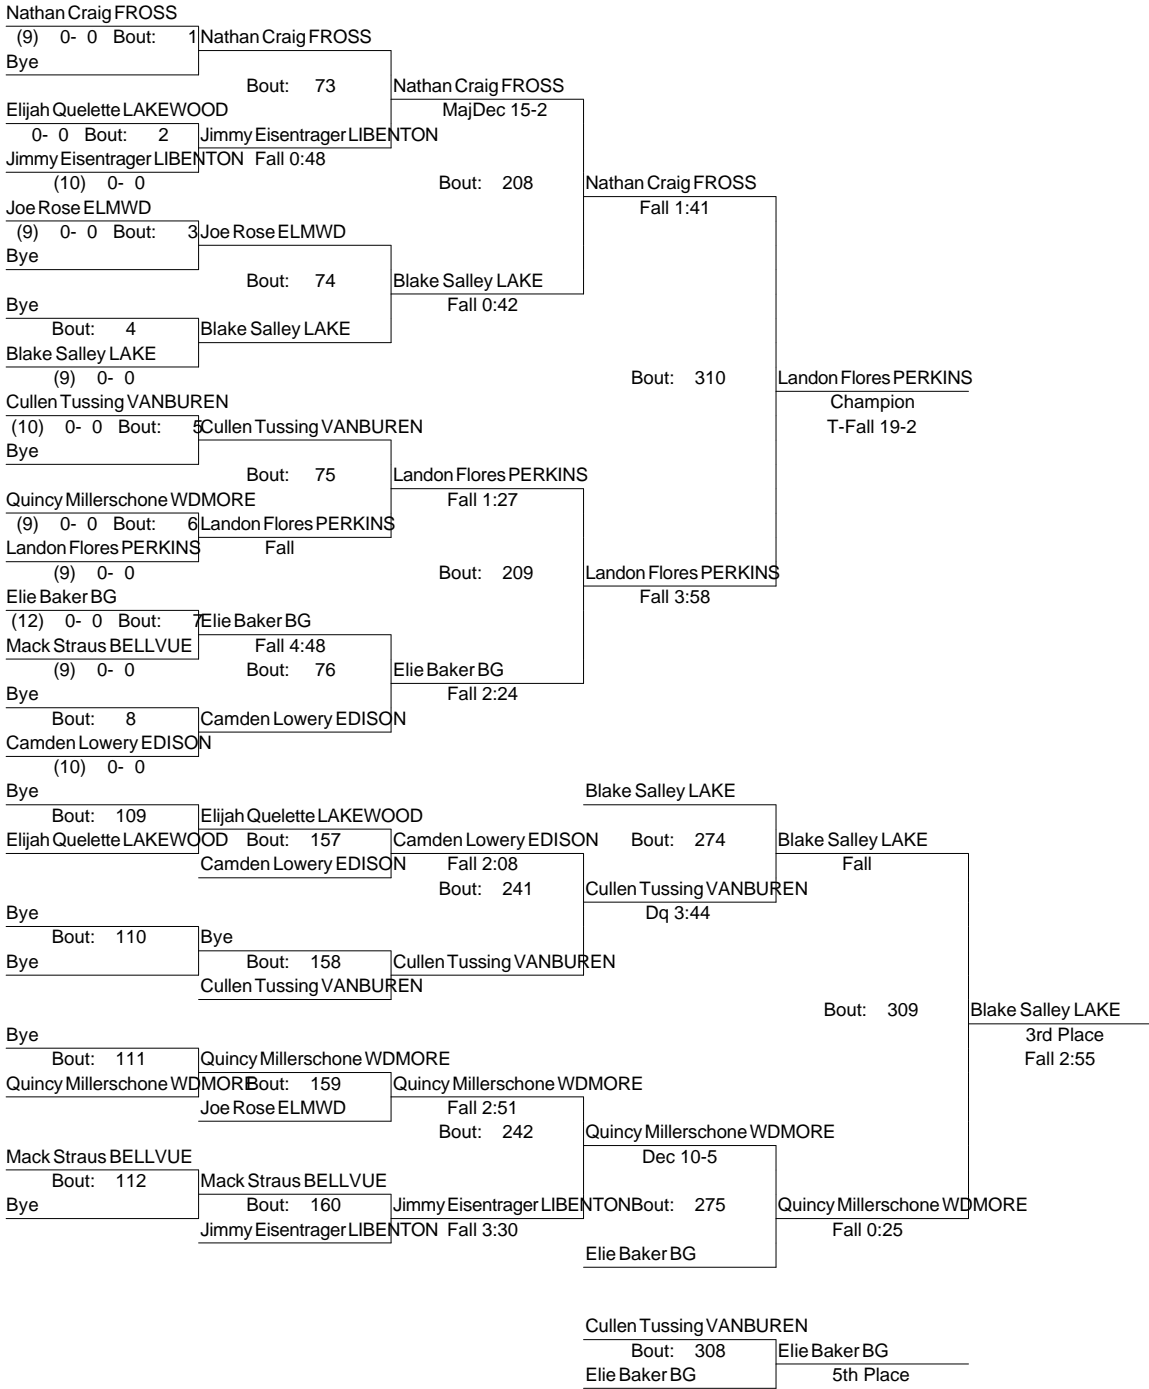 Nathan Craig FROSS
(9) 0- 0 Bout: 1 Nathan Craig FROSS
Bye
Bout: 73 Nathan Craig FROSS
Elijah Quelette LAKEWOOD MajDec 15-2
0- 0 Bout: 2 Jimmy Eisentrager LIBENTON
Jimmy Eisentrager LIBENTON Fall 0:48
(10) 0- 0 Bout: 208 Nathan Craig FROSS
Joe Rose ELMWD Fall 1:41
(9) 0- 0 Bout: 3 Joe Rose ELMWD
Bye
Bout: 74 Blake Salley LAKE
Bye Fall 0:42
Bout: 4 Blake Salley LAKE
Blake Salley LAKE
(9) 0- 0 Bout: 310 Landon Flores PERKINS
Cullen Tussing VANBUREN Champion
(10) 0- 0 Bout: 5 Cullen Tussing VANBUREN T-Fall 19-2
Bye
Bout: 75 Landon Flores PERKINS
Quincy Millerschone WDMORE Fall 1:27
(9) 0- 0 Bout: 6 Landon Flores PERKINS
Landon Flores PERKINS Fall
(9) 0- 0 Bout: 209 Landon Flores PERKINS
Elie Baker BG Fall 3:58
(12) 0- 0 Bout: 7 Elie Baker BG
Mack Straus BELLVUE Fall 4:48
(9) 0- 0 Bout: 76 Elie Baker BG
Bye Fall 2:24
Bout: 8 Camden Lowery EDISON
Camden Lowery EDISON
(10) 0- 0
Bye Blake Salley LAKE
Bout: 109 Elijah Quelette LAKEWOOD
Elijah Quelette LAKEWOOD Bout: 157 Camden Lowery EDISON Bout: 274 Blake Salley LAKE
Camden Lowery EDISON Fall 2:08 Fall
Bout: 241 Cullen Tussing VANBUREN
Bye Dq 3:44
Bout: 110 Bye
Bye Bout: 158 Cullen Tussing VANBUREN
Cullen Tussing VANBUREN
Bout: 309 Blake Salley LAKE
Bye 3rd Place
Bout: 111 Quincy Millerschone WDMORE Fall 2:55
Quincy Millerschone WDMORE Bout: 159 Quincy Millerschone WDMORE
Joe Rose ELMWD Fall 2:51
Bout: 242 Quincy Millerschone WDMORE
Mack Straus BELLVUE Dec 10-5
Bout: 112 Mack Straus BELLVUE
Bye Bout: 160 Jimmy Eisentrager LIBENTON Bout: 275 Quincy Millerschone WDMORE
Jimmy Eisentrager LIBENTON Fall 3:30 Fall 0:25
Elie Baker BG
Cullen Tussing VANBUREN
Bout: 308 Elie Baker BG
Elie Baker BG 5th Place